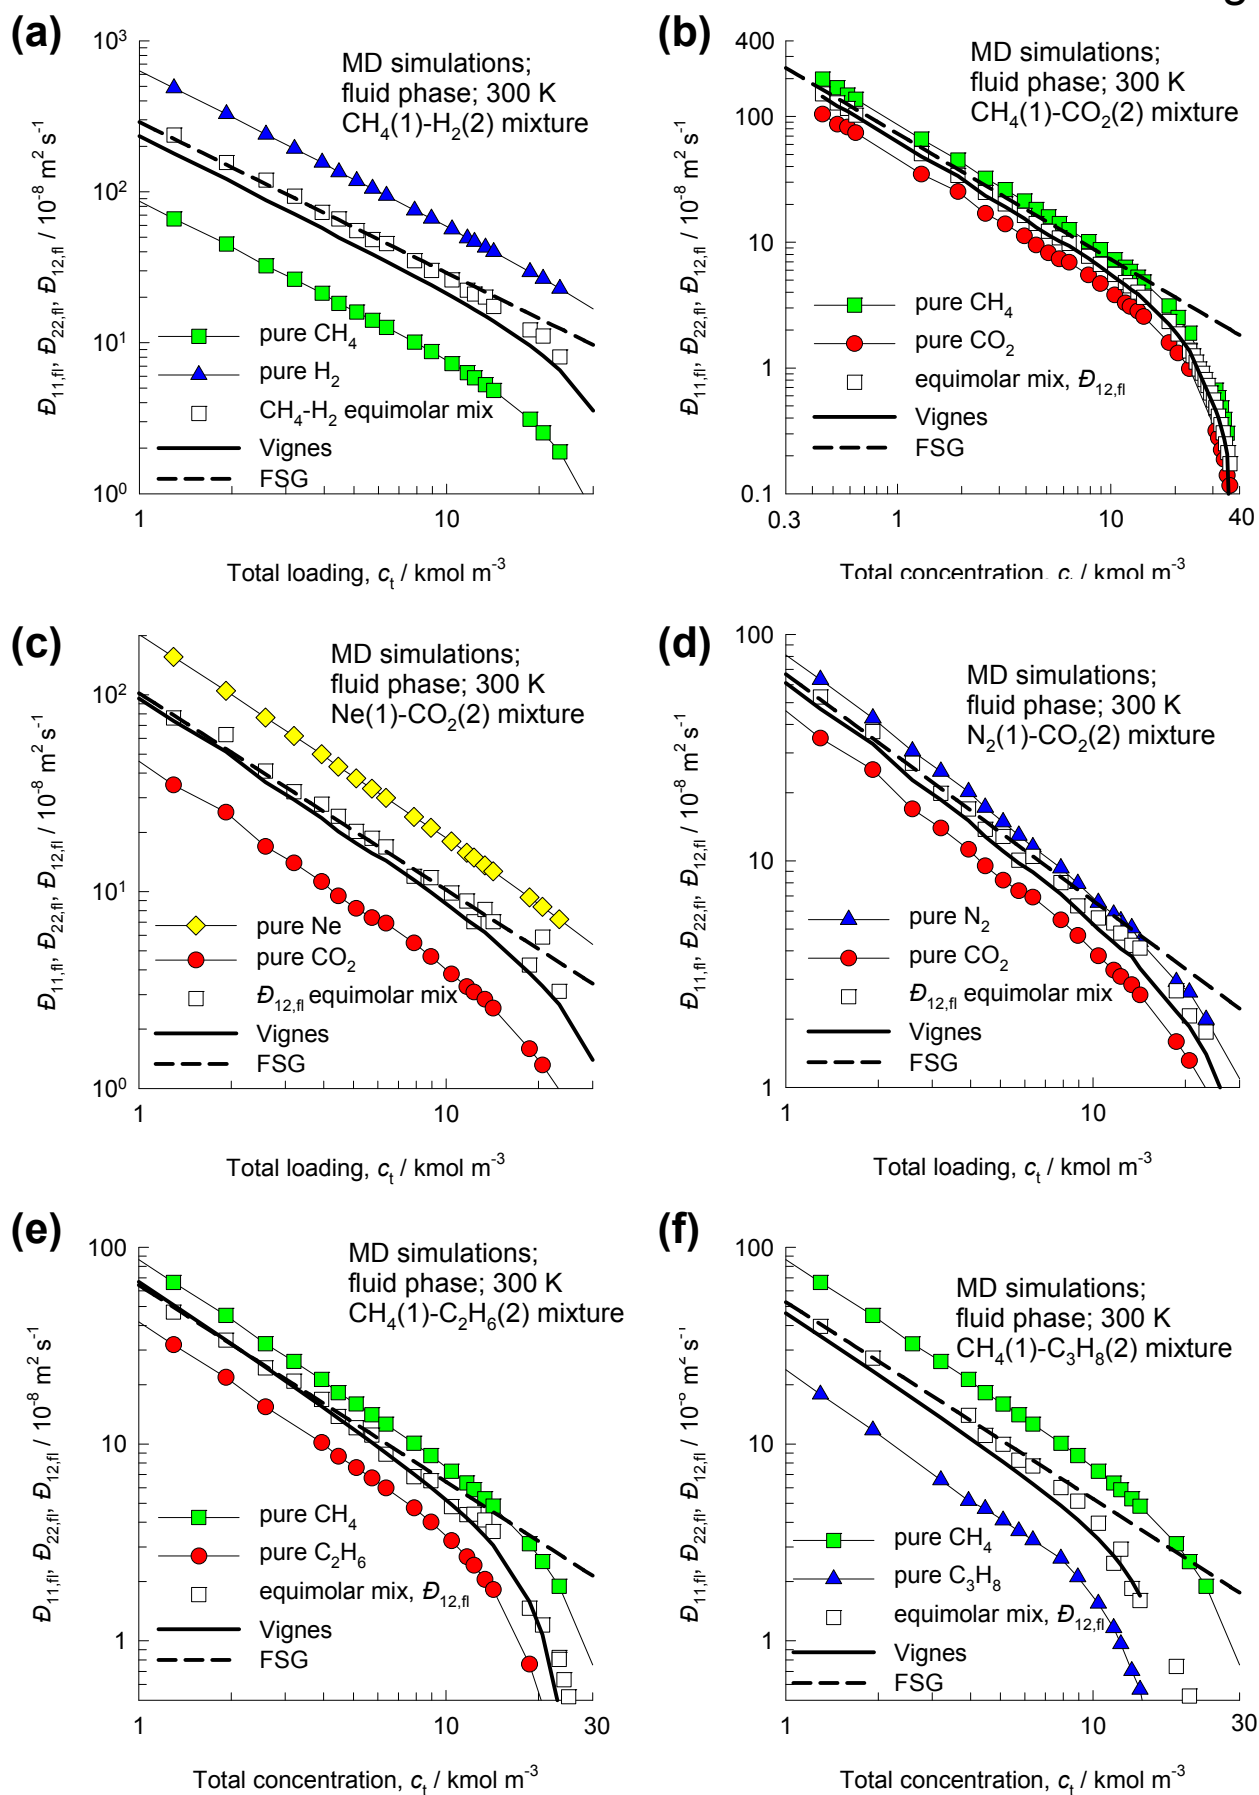 g
(a)
10³
10²
10¹
10⁰
MD simulations;
fluid phase; 300 K
CH₄(1)-H₂(2) mixture
pure CH₄
pure H₂
CH₄-H₂ equimolar mix
Vignes
FSG
Đ₁₁,fl, Đ₂₂,fl, Đ₁₂,fl / 10⁻⁸ m² s⁻¹
1
10
Total loading, cₜ / kmol m⁻³
(b)
400
100
10
1
0.1
MD simulations;
fluid phase; 300 K
CH₄(1)-CO₂(2) mixture
pure CH₄
pure CO₂
equimolar mix, Đ₁₂,fl
Vignes
FSG
Đ₁₁,fl, Đ₂₂,fl, Đ₁₂,fl / 10⁻⁸ m² s⁻¹
0.3
1
10
40
Total concentration, cₜ / kmol m⁻³
(c)
10²
10¹
10⁰
MD simulations;
fluid phase; 300 K
Ne(1)-CO₂(2) mixture
pure Ne
pure CO₂
Đ₁₂,fl equimolar mix
Vignes
FSG
Đ₁₁,fl, Đ₂₂,fl, Đ₁₂,fl / 10⁻⁸ m² s⁻¹
1
10
Total loading, cₜ / kmol m⁻³
(d)
100
10
1
MD simulations;
fluid phase; 300 K
N₂(1)-CO₂(2) mixture
pure N₂
pure CO₂
Đ₁₂,fl equimolar mix
Vignes
FSG
Đ₁₁,fl, Đ₂₂,fl, Đ₁₂,fl / 10⁻⁸ m² s⁻¹
1
10
Total loading, cₜ / kmol m⁻³
(e)
100
10
1
MD simulations;
fluid phase; 300 K
CH₄(1)-C₂H₆(2) mixture
pure CH₄
pure C₂H₆
equimolar mix, Đ₁₂,fl
Vignes
FSG
Đ₁₁,fl, Đ₂₂,fl, Đ₁₂,fl / 10⁻⁸ m² s⁻¹
1
10
30
Total concentration, cₜ / kmol m⁻³
(f)
100
10
1
MD simulations;
fluid phase; 300 K
CH₄(1)-C₃H₈(2) mixture
pure CH₄
pure C₃H₈
equimolar mix, Đ₁₂,fl
Vignes
FSG
Đ₁₁,fl, Đ₂₂,fl, Đ₁₂,fl / 10⁻⁸ m² s⁻¹
1
10
30
Total concentration, cₜ / kmol m⁻³